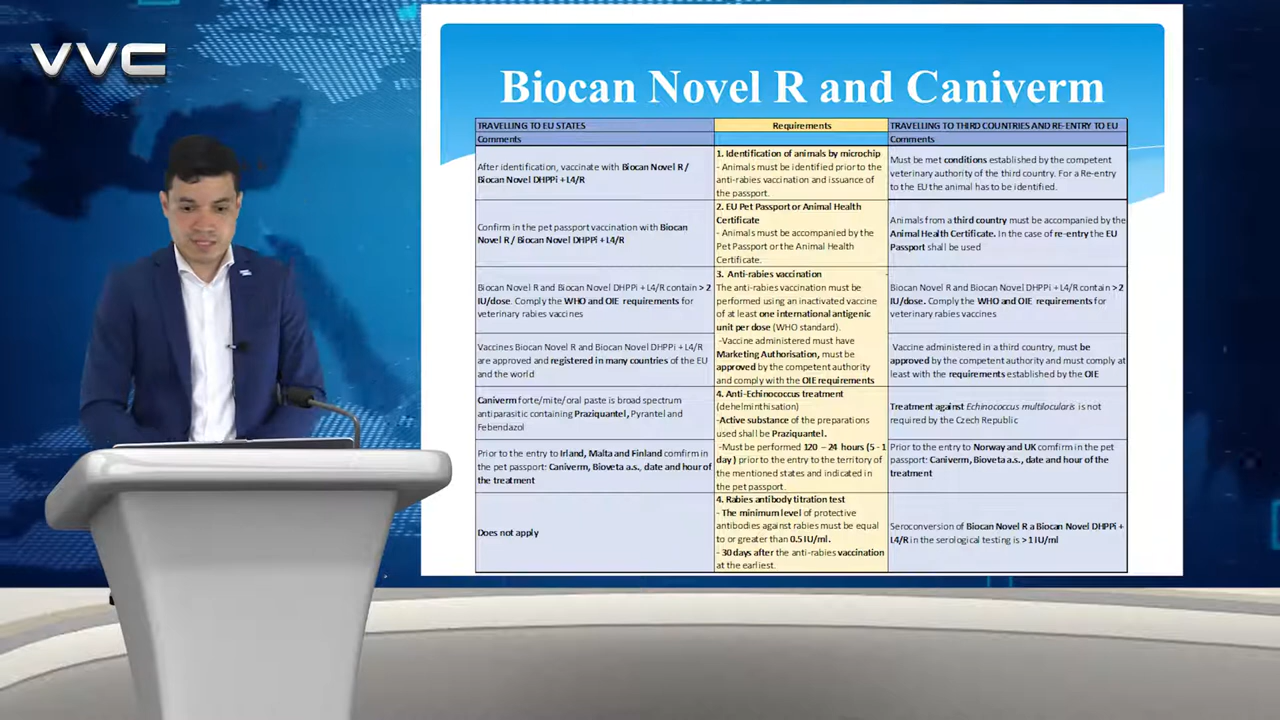 VVC
Biocan Novel R and Caniverm
TRAVELLING TO EU STATES
Requirements
TRAVELLING TO THIRD COUNTRIES AND RE-ENTRY TO EU
Comments
Comments
After identification, vaccinate with Biocan Novel R /
Biocan Novel DHPPi +L4/R
1. Identification of animals by microchip
- Animals must be identified prior to the
anti-rabies vaccination and issuance of
the passport.
Must be met conditions established by the competent
veterinary authority of the third country. For a Re-entry
to the EU the animal has to be identified.
Confirm in the pet passport vaccination with Biocan
Novel R / Biocan Novel DHPPi +L4/R
2. EU Pet Passport or Animal Health
Certificate
- Animals must be accompanied by the
Pet Passport or the Animal Health
Certificate.
Animals from a third country must be accompanied by the
Animal Health Certificate. In the case of re-entry the EU
Passport shall be used
Biocan Novel R and Biocan Novel DHPPi +L4/R contain > 2
IU/dose. Comply the WHO and OIE requirements for
veterinary rabies vaccines
3. Anti-rabies vaccination
The anti-rabies vaccination must be
performed using an inactivated vaccine
of at least one international antigenic
unit per dose (WHO standard).
-Vaccine administered must have
Marketing Authorisation, must be
approved by the competent authority
and comply with the OIE requirements
Biocan Novel R and Biocan Novel DHPPi +L4/R contain > 2
IU/dose. Comply the WHO and OIE requirements for
veterinary rabies vaccines
Vaccines Biocan Novel R and Biocan Novel DHPPi +L4/R
are approved and registered in many countries of the EU
and the world
Vaccine administered in a third country, must be
approved by the competent authority and must comply at
least with the requirements established by the OIE
Caniverm forte/mite/oral paste is broad spectrum
antiparasitic containing Praziquantel, Pyrantel and
Febendazol
4. Anti-Echinococcus treatment
(dehelminthisation)
-Active substance of the preparations
used shall be Praziquantel.
-Must be performed 120 – 24 hours (5 - 1
day ) prior to the entry to the territory of
the mentioned states and indicated in
the pet passport.
Treatment against Echinococcus multilocularis is not
required by the Czech Republic
Prior to the entry to Irland, Malta and Finland confirm in
the pet passport: Caniverm, Bioveta a.s., date and hour of
the treatment
Prior to the entry to Norway and UK confirm in the pet
passport: Caniverm, Bioveta a.s., date and hour of the
treatment
Does not apply
4. Rabies antibody titration test
- The minimum level of protective
antibodies against rabies must be equal
to or greater than 0.5 IU/ml.
- 30 days after the anti-rabies vaccination
at the earliest.
Seroconversion of Biocan Novel R a Biocan Novel DHPPi +
L4/R in the serological testing is > 1 IU/ml